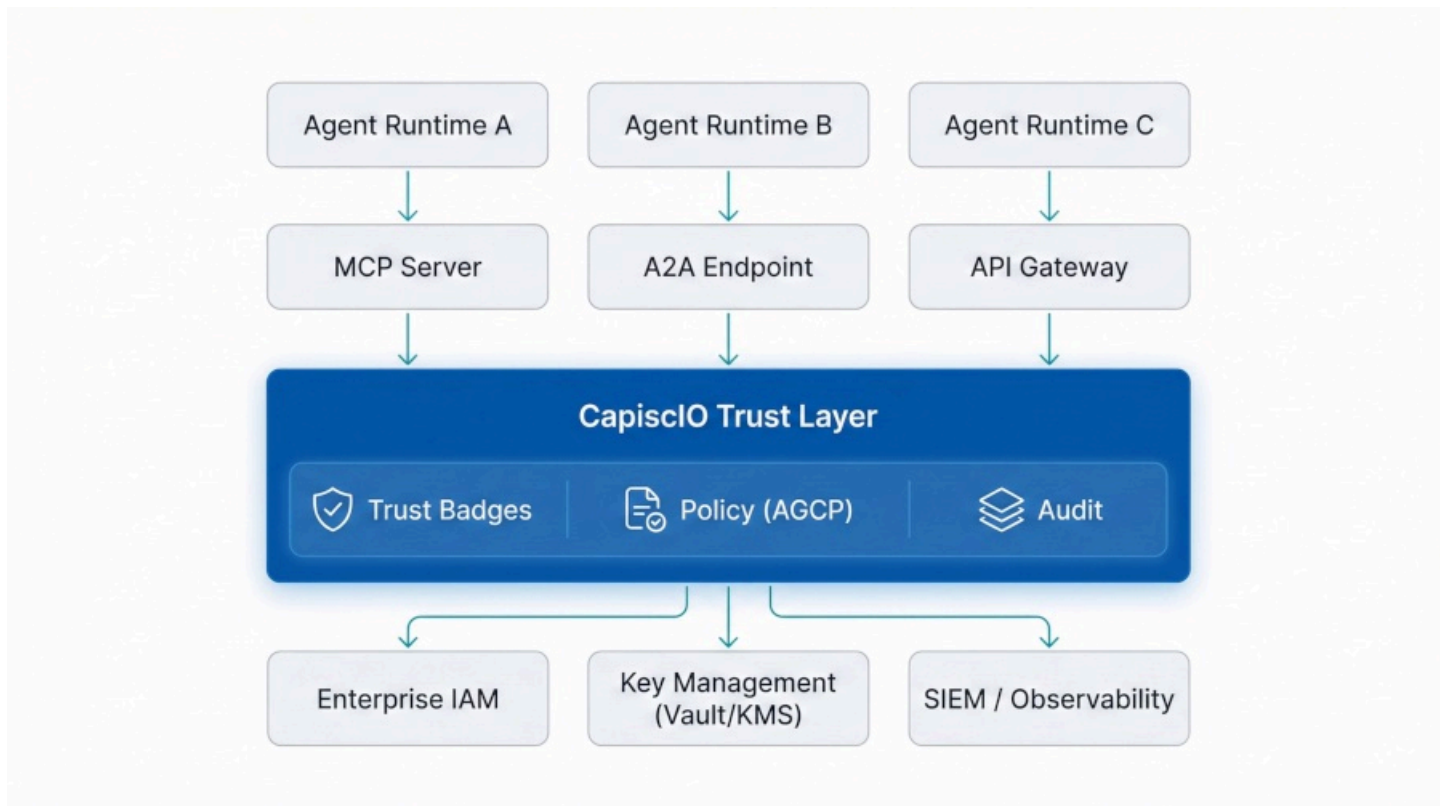 Agent Runtime A
Agent Runtime B
Agent Runtime C
MCP Server
A2A Endpoint
API Gateway
CapiscIO Trust Layer
Trust Badges
Policy (AGCP)
Audit
Enterprise IAM
Key Management
(Vault/KMS)
SIEM / Observability